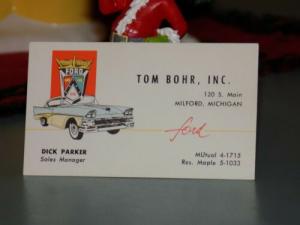 FORD
TOM BOHR, INC.
120 S. Main
MILFORD, MICHIGAN
ford
DICK PARKER
Sales Manager
MUtual 4-1715
Res. Maple 5-1033